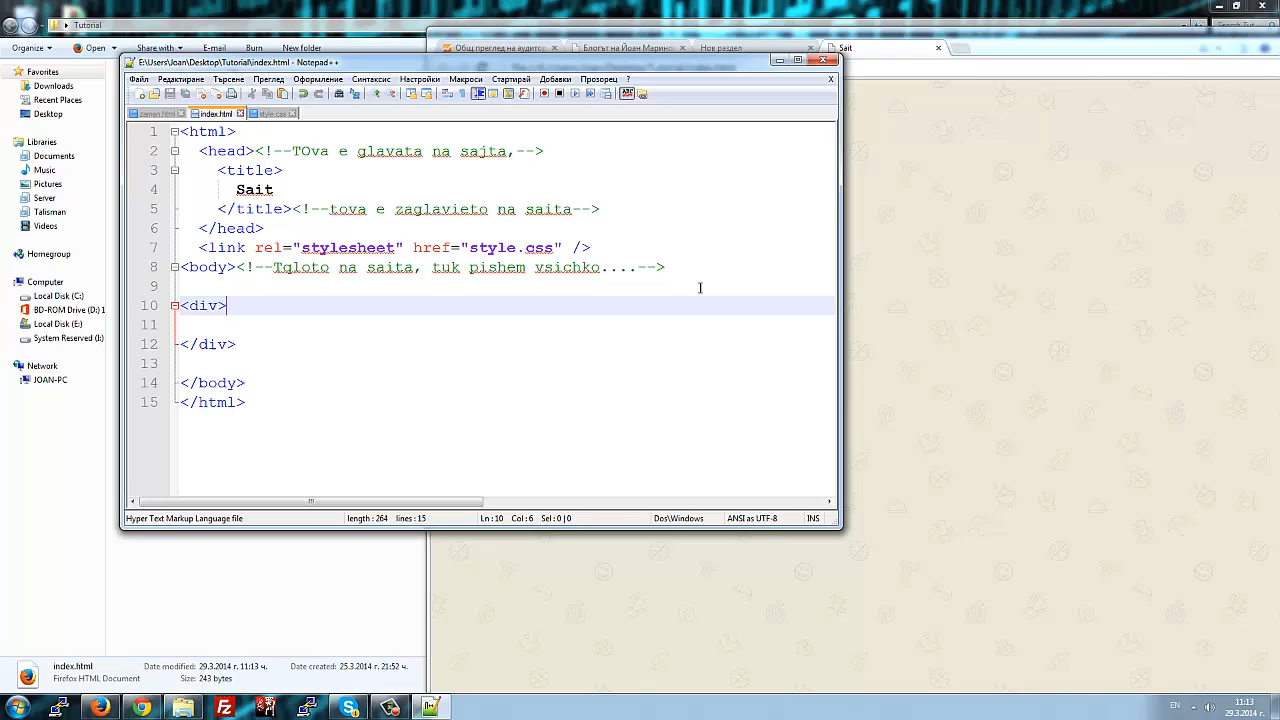 Tutorial
Organize
Open
Share with
E-mail
Burn
New folder
Общ преглед на аудитор
Блогът на Йоан Марино
Нов раздел
Sait
Favorites
Downloads
Recent Places
Desktop
Libraries
Documents
Music
Pictures
Server
Talisman
Videos
Homegroup
Computer
Local Disk (C:)
BD-ROM Drive (D:) 1
Local Disk (E:)
System Reserved (I:)
Network
JOAN-PC
E:\Users\Joan\Desktop\Tutorial\index.html - Notepad++
Файл Редактиране Търсене Преглед Оформление Синтаксис Настройки Макроси Стартирай Добавки Прозорец ? X
zamen.html index.html style.css
1 <html>
2 <head><!--TOva e glavata na sajta,-->
3 <title>
4 Sait
5 </title><!--tova e zaglavieto na saita-->
6 </head>
7 <link rel="stylesheet" href="style.css" />
8 <body><!--Tqloto na saita, tuk pishem vsichko....-->
9
10 <div>
11
12 </div>
13
14 </body>
15 </html>
Hyper Text Markup Language file length : 264 lines : 15 Ln : 10 Col : 6 Sel : 0 | 0 Dos\Windows ANSI as UTF-8 INS
index.html Date modified: 29.3.2014 г. 11:13 ч. Date created: 25.3.2014 г. 21:52 ч.
Firefox HTML Document Size: 243 bytes
EN
11:13
29.3.2014 г.